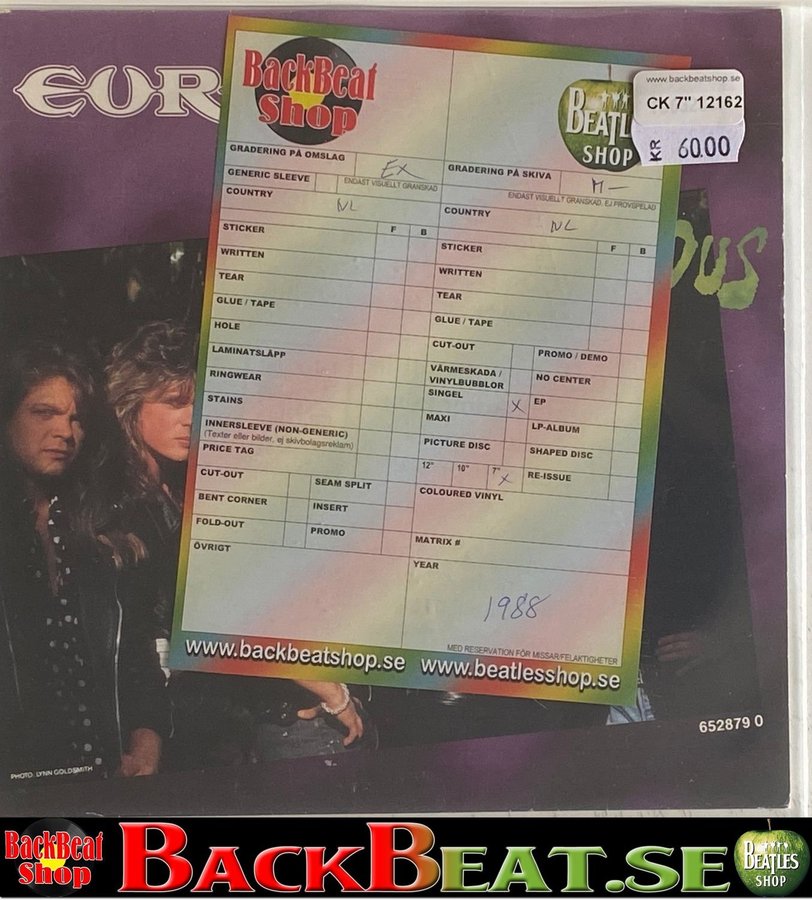 EUR
BackBeat
Shop
BEATL
SHOP
www.backbeatshop.se
CK 7" 12162
KR 60.00
OUS
GRADERING PÅ OMSLAG
EX
ENDAST VISUELLT GRANSKAD
GENERIC SLEEVE
COUNTRY
NL
STICKER F B
WRITTEN
TEAR
GLUE / TAPE
HOLE
LAMINATSLÄPP
RINGWEAR
STAINS
INNERSLEEVE (NON-GENERIC)
(Texter eller bilder, ej skivbolagsreklam)
PRICE TAG
CUT-OUT SEAM SPLIT
BENT CORNER INSERT
FOLD-OUT PROMO
ÖVRIGT
GRADERING PÅ SKIVA
M-
ENDAST VISUELLT GRANSKAD, EJ PROVSPELAD
COUNTRY
NL
STICKER F B
WRITTEN
TEAR
GLUE / TAPE
CUT-OUT PROMO / DEMO
VÄRMESKADA /
VINYLBUBBLOR NO CENTER
SINGEL X EP
MAXI LP-ALBUM
PICTURE DISC SHAPED DISC
12" 10" 7" X RE-ISSUE
COLOURED VINYL
MATRIX #
YEAR
1988
MED RESERVATION FÖR MISSAR/FELAKTIGHETER
www.backbeatshop.se www.beatlesshop.se
652879 0
PHOTO: LYNN GOLDSMITH
BackBeat
Shop
BACKBEAT.SE
BEATLES
SHOP